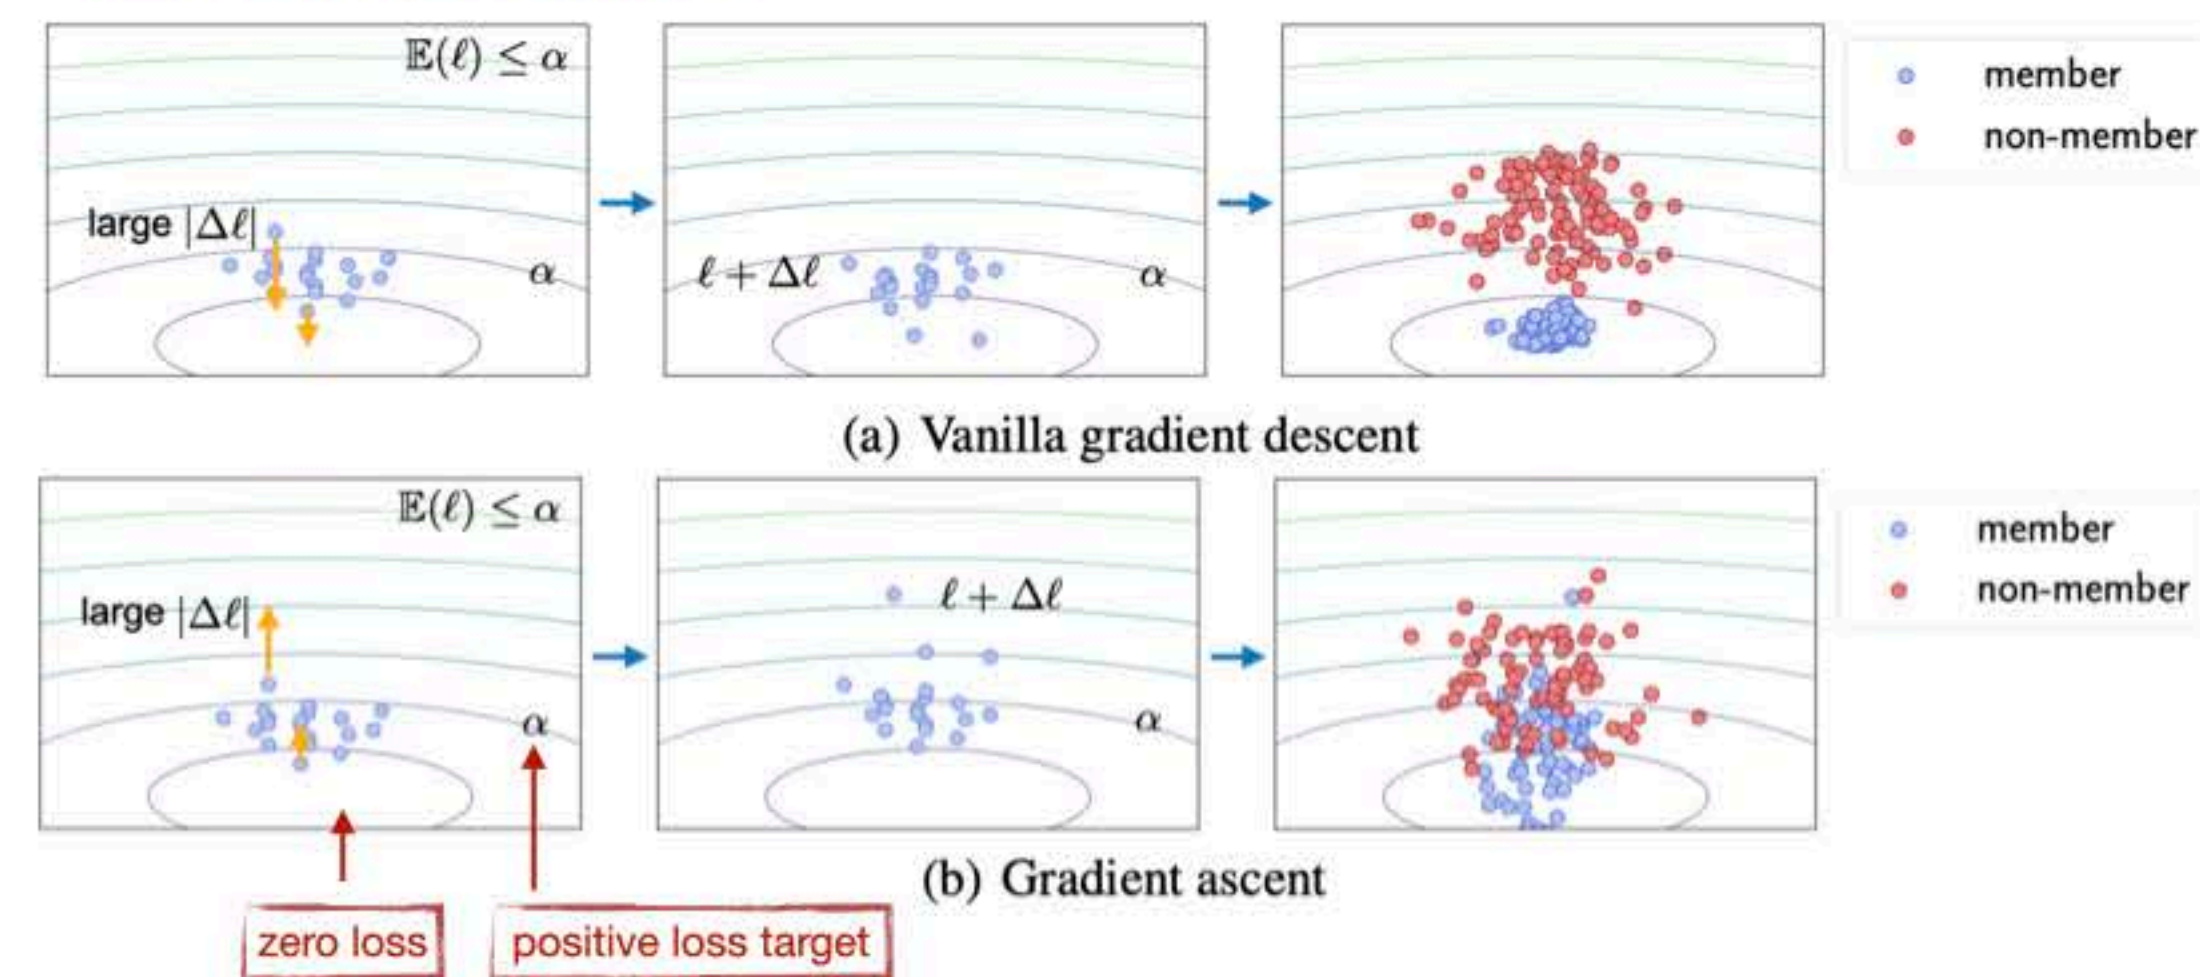 𝔼(ℓ) ≤ α
large |Δℓ|
α
ℓ + Δℓ
α
member
non-member
(a) Vanilla gradient descent
𝔼(ℓ) ≤ α
large |Δℓ|
α
ℓ + Δℓ
α
member
non-member
(b) Gradient ascent
zero loss
positive loss target